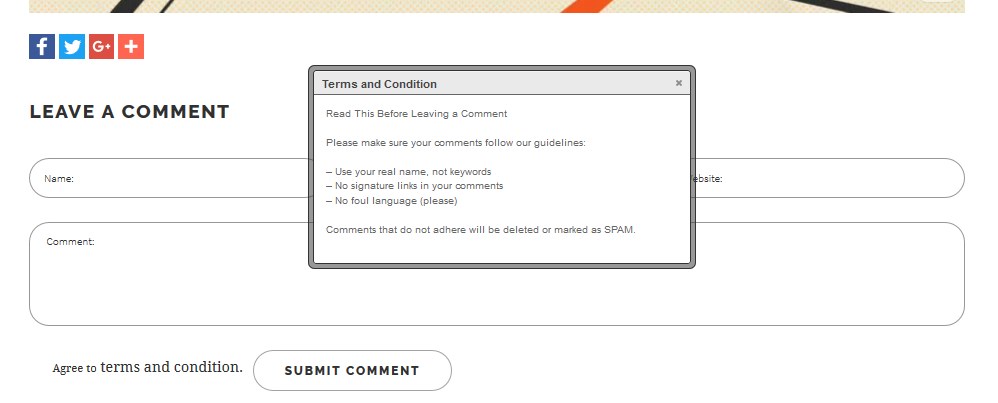 LEAVE A COMMENT
Terms and Condition
Read This Before Leaving a Comment
Please make sure your comments follow our guidelines:
– Use your real name, not keywords
– No signature links in your comments
– No foul language (please)
Comments that do not adhere will be deleted or marked as SPAM.
Name:
ebsite:
Comment:
Agree to terms and condition.
SUBMIT COMMENT